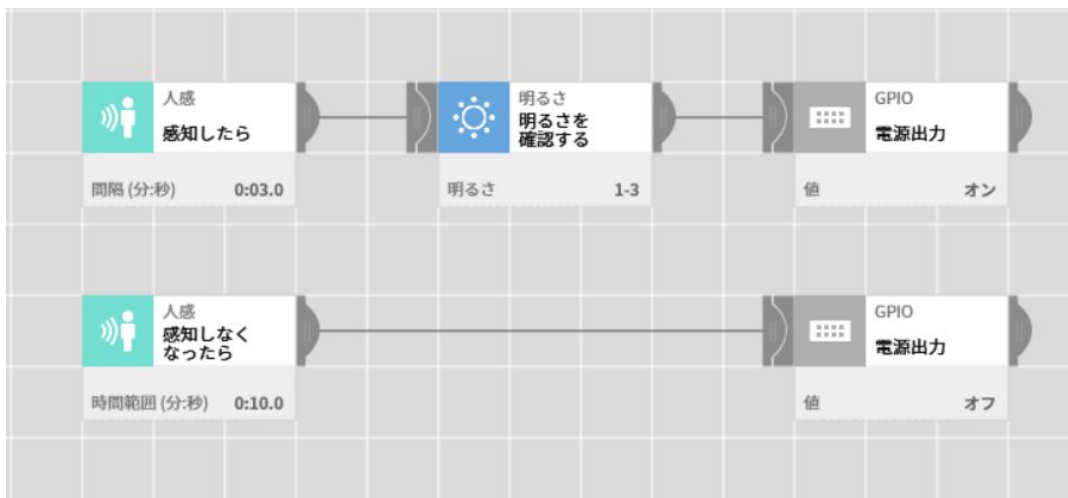 人感
感知したら
間隔 (分:秒) 0:03.0
明るさ
明るさを
確認する
明るさ 1-3
GPIO
電源出力
値 オン
人感
感知しなく
なったら
時間範囲 (分:秒) 0:10.0
GPIO
電源出力
値 オフ